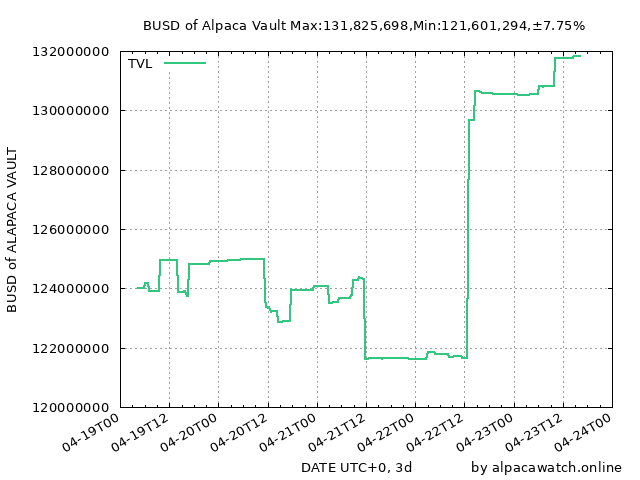 BUSD of Alpaca Vault Max:131,825,698,Min:121,601,294,±7.75%
TVL
132000000
130000000
128000000
126000000
124000000
122000000
120000000
BUSD of ALAPACA VAULT
04-19T00
04-19T12
04-20T00
04-20T12
04-21T00
04-21T12
04-22T00
04-22T12
04-23T00
04-23T12
04-24T00
DATE UTC+0, 3d
by alpacawatch.online